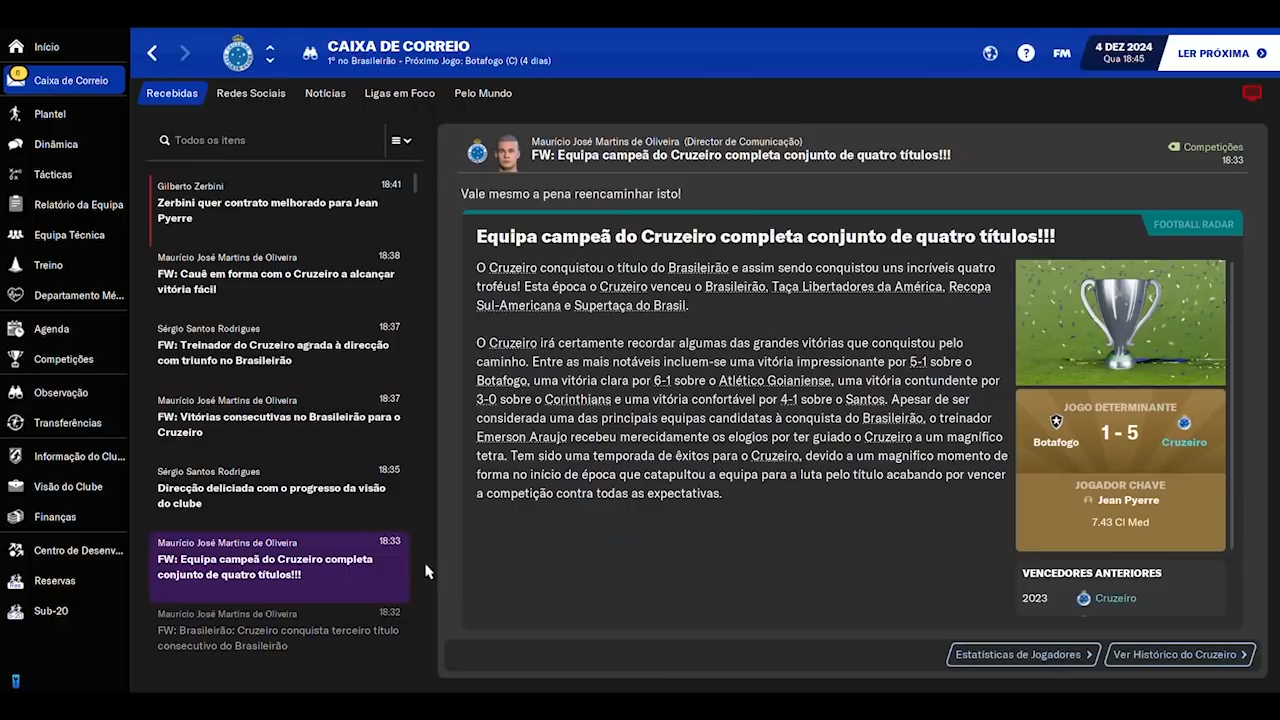 Início
CAIXA DE CORREIO
1º no Brasileirão - Próximo Jogo: Botafogo (C) (4 dias)
FM
4 DEZ 2024
Qua 18:45
LER PRÓXIMA
6
Caixa de Correio
Plantel
Dinâmica
Tácticas
Relatório da Equipa
Equipa Técnica
Treino
Departamento Mé...
Agenda
Competições
Observação
Transferências
Informação do Clu...
Visão do Clube
Finanças
Centro de Desenv...
Reservas
Sub-20
Recebidas
Redes Sociais
Notícias
Ligas em Foco
Pelo Mundo
Todos os itens
Gilberto Zerbini
18:41
Zerbini quer contrato melhorado para Jean
Pyerre
Maurício José Martins de Oliveira
18:38
FW: Cauê em forma com o Cruzeiro a alcançar
vitória fácil
Sérgio Santos Rodrigues
18:37
FW: Treinador do Cruzeiro agrada à direcção
com triunfo no Brasileirão
Maurício José Martins de Oliveira
18:37
FW: Vitórias consecutivas no Brasileirão para o
Cruzeiro
Sérgio Santos Rodrigues
18:35
Direcção deliciada com o progresso da visão
do clube
Maurício José Martins de Oliveira
18:33
FW: Equipa campeã do Cruzeiro completa
conjunto de quatro títulos!!!
Maurício José Martins de Oliveira
18:32
FW: Brasileirão: Cruzeiro conquista terceiro título
consecutivo do Brasileirão
Maurício José Martins de Oliveira (Director de Comunicação)
FW: Equipa campeã do Cruzeiro completa conjunto de quatro títulos!!!
Competições
18:33
Vale mesmo a pena reencaminhar isto!
FOOTBALL RADAR
Equipa campeã do Cruzeiro completa conjunto de quatro títulos!!!
O Cruzeiro conquistou o título do Brasileirão e assim sendo conquistou uns incríveis quatro
troféus! Esta época o Cruzeiro venceu o Brasileirão, Taça Libertadores da América, Recopa
Sul-Americana e Supertaça do Brasil.
O Cruzeiro irá certamente recordar algumas das grandes vitórias que conquistou pelo
caminho. Entre as mais notáveis incluem-se uma vitória impressionante por 5-1 sobre o
Botafogo, uma vitória clara por 6-1 sobre o Atlético Goianiense, uma vitória contundente por
3-0 sobre o Corinthians e uma vitória confortável por 4-1 sobre o Santos. Apesar de ser
considerada uma das principais equipas candidatas à conquista do Brasileirão, o treinador
Emerson Araujo recebeu merecidamente os elogios por ter guiado o Cruzeiro a um magnífico
tetra. Tem sido uma temporada de êxitos para o Cruzeiro, devido a um magnifico momento de
forma no início de época que catapultou a equipa para a luta pelo título acabando por vencer
a competição contra todas as expectativas.
JOGO DETERMINANTE
Botafogo
1 - 5
Cruzeiro
JOGADOR CHAVE
Jean Pyerre
7.43 Cl Med
VENCEDORES ANTERIORES
2023
Cruzeiro
Estatísticas de Jogadores
Ver Histórico do Cruzeiro